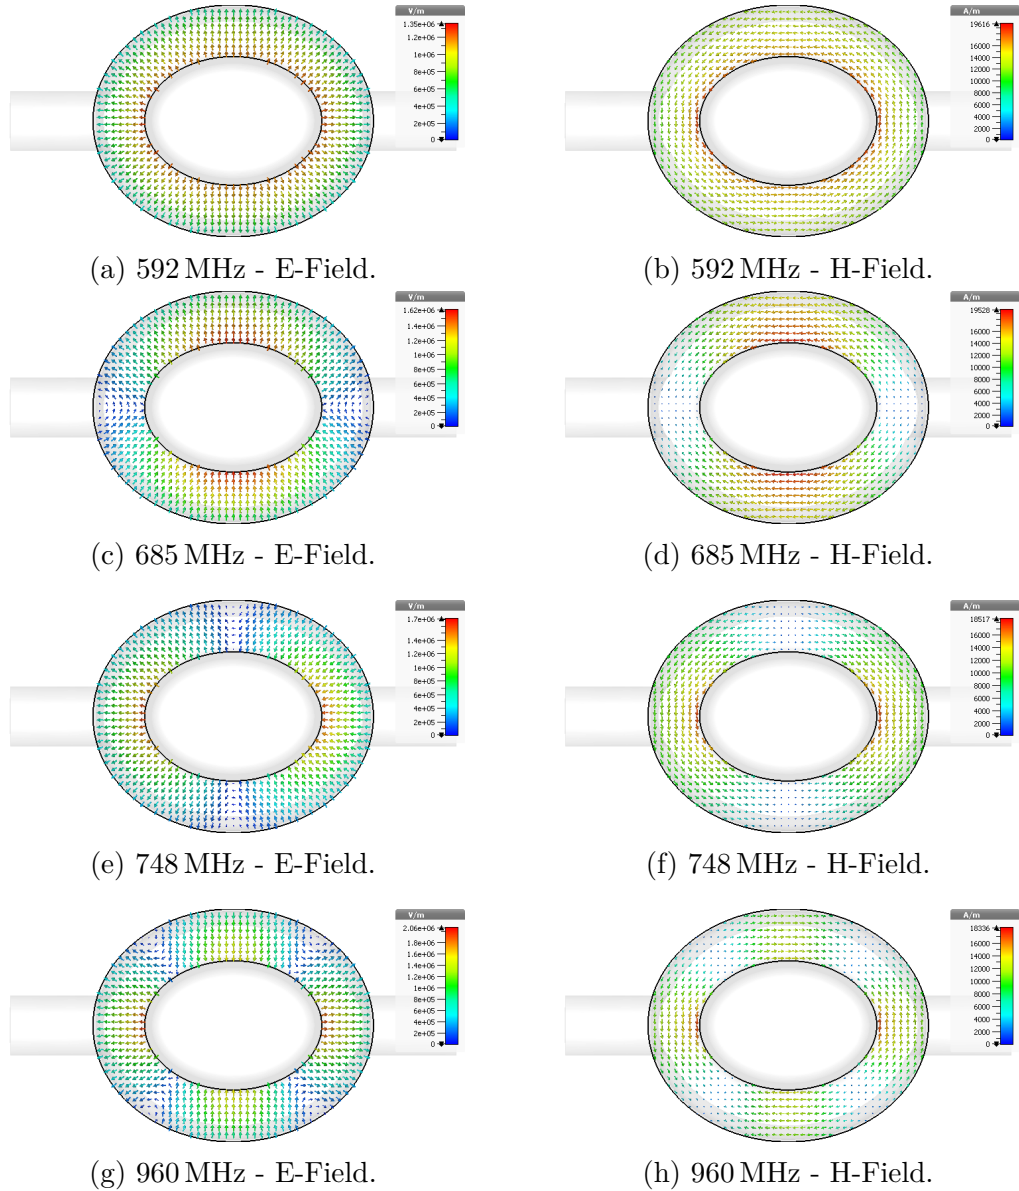 V/m
1.35e+06
1.2e+06
1e+06
8e+05
6e+05
4e+05
2e+05
0
A/m
19616
16000
14000
12000
10000
8000
6000
4000
2000
0
(a) 592 MHz - E-Field.
(b) 592 MHz - H-Field.
V/m
1.62e+06
1.4e+06
1.2e+06
1e+06
8e+05
6e+05
4e+05
2e+05
0
A/m
19528
16000
14000
12000
10000
8000
6000
4000
2000
0
(c) 685 MHz - E-Field.
(d) 685 MHz - H-Field.
V/m
1.7e+06
1.4e+06
1.2e+06
1e+06
8e+05
6e+05
4e+05
2e+05
0
A/m
18517
16000
14000
12000
10000
8000
6000
4000
2000
0
(e) 748 MHz - E-Field.
(f) 748 MHz - H-Field.
V/m
2.06e+06
1.8e+06
1.6e+06
1.4e+06
1.2e+06
1e+06
8e+05
6e+05
4e+05
2e+05
0
A/m
18336
16000
14000
12000
10000
8000
6000
4000
2000
0
(g) 960 MHz - E-Field.
(h) 960 MHz - H-Field.